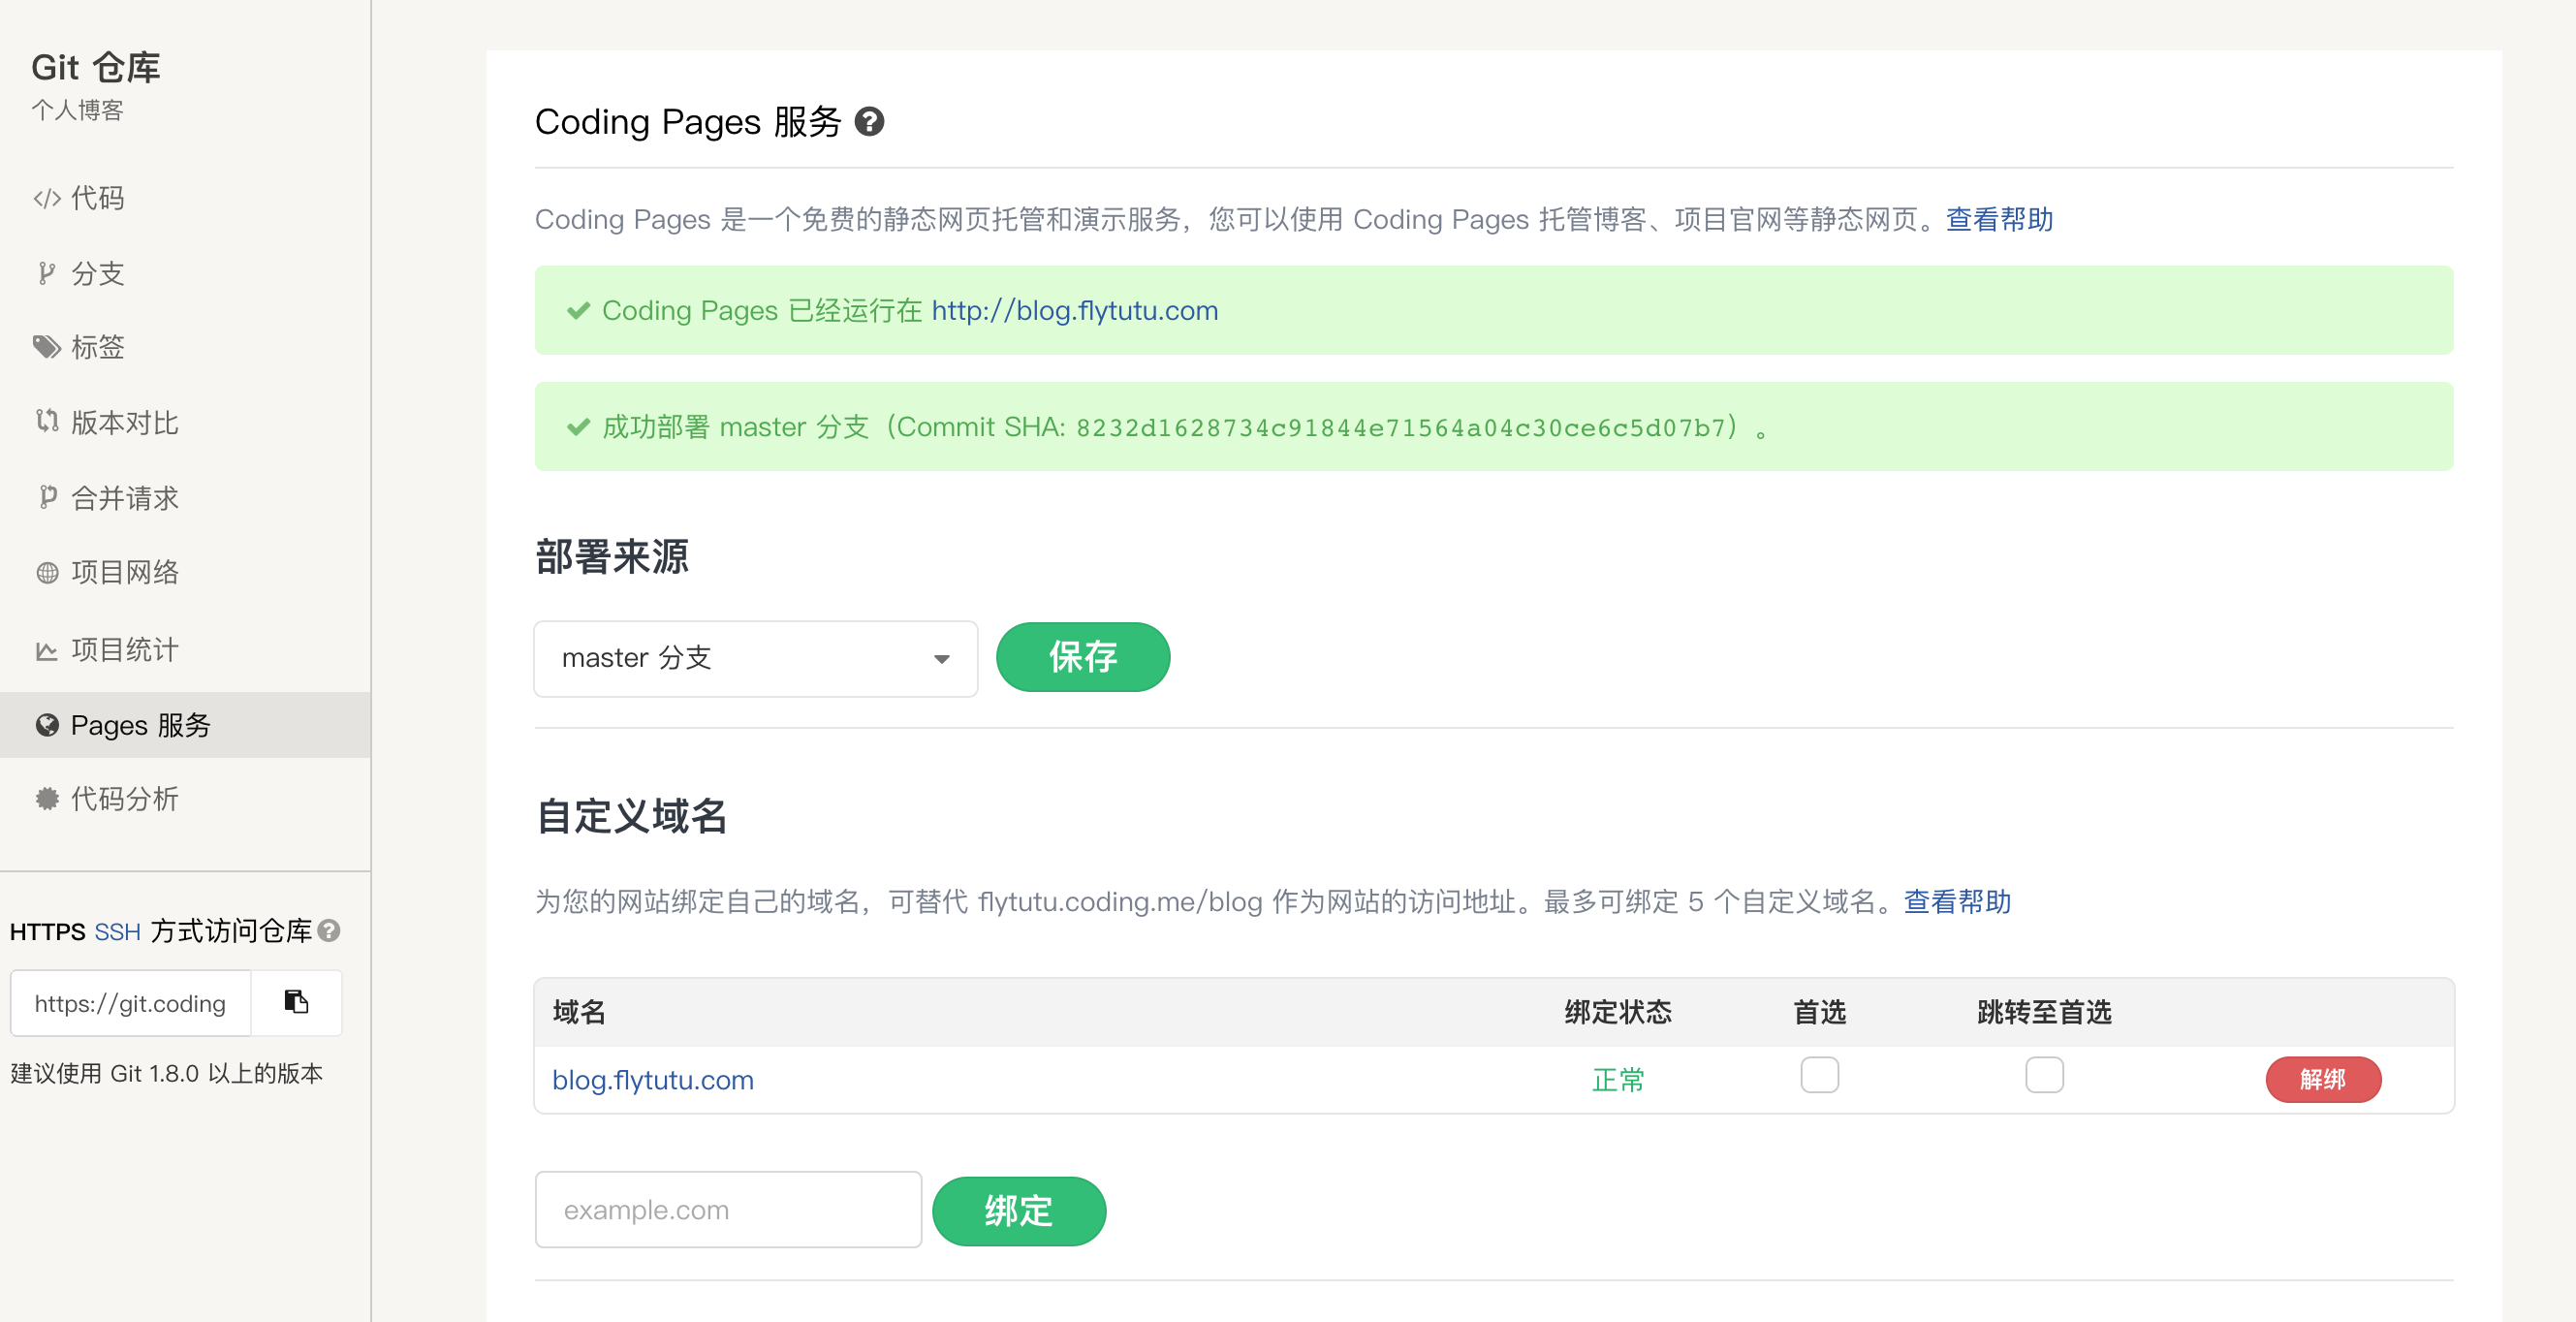 Git 仓库
个人博客
代码
分支
标签
版本对比
合并请求
项目网络
项目统计
Pages 服务
代码分析
HTTPS SSH 方式访问仓库
https://git.coding
建议使用 Git 1.8.0 以上的版本
Coding Pages 服务
Coding Pages 是一个免费的静态网页托管和演示服务，您可以使用 Coding Pages 托管博客、项目官网等静态网页。查看帮助
Coding Pages 已经运行在 http://blog.flytutu.com
成功部署 master 分支（Commit SHA: 8232d1628734c91844e71564a04c30ce6c5d07b7）。
部署来源
master 分支 保存
自定义域名
为您的网站绑定自己的域名，可替代 flytutu.coding.me/blog 作为网站的访问地址。最多可绑定 5 个自定义域名。查看帮助
域名 绑定状态 首选 跳转至首选
blog.flytutu.com 正常 解绑
example.com 绑定